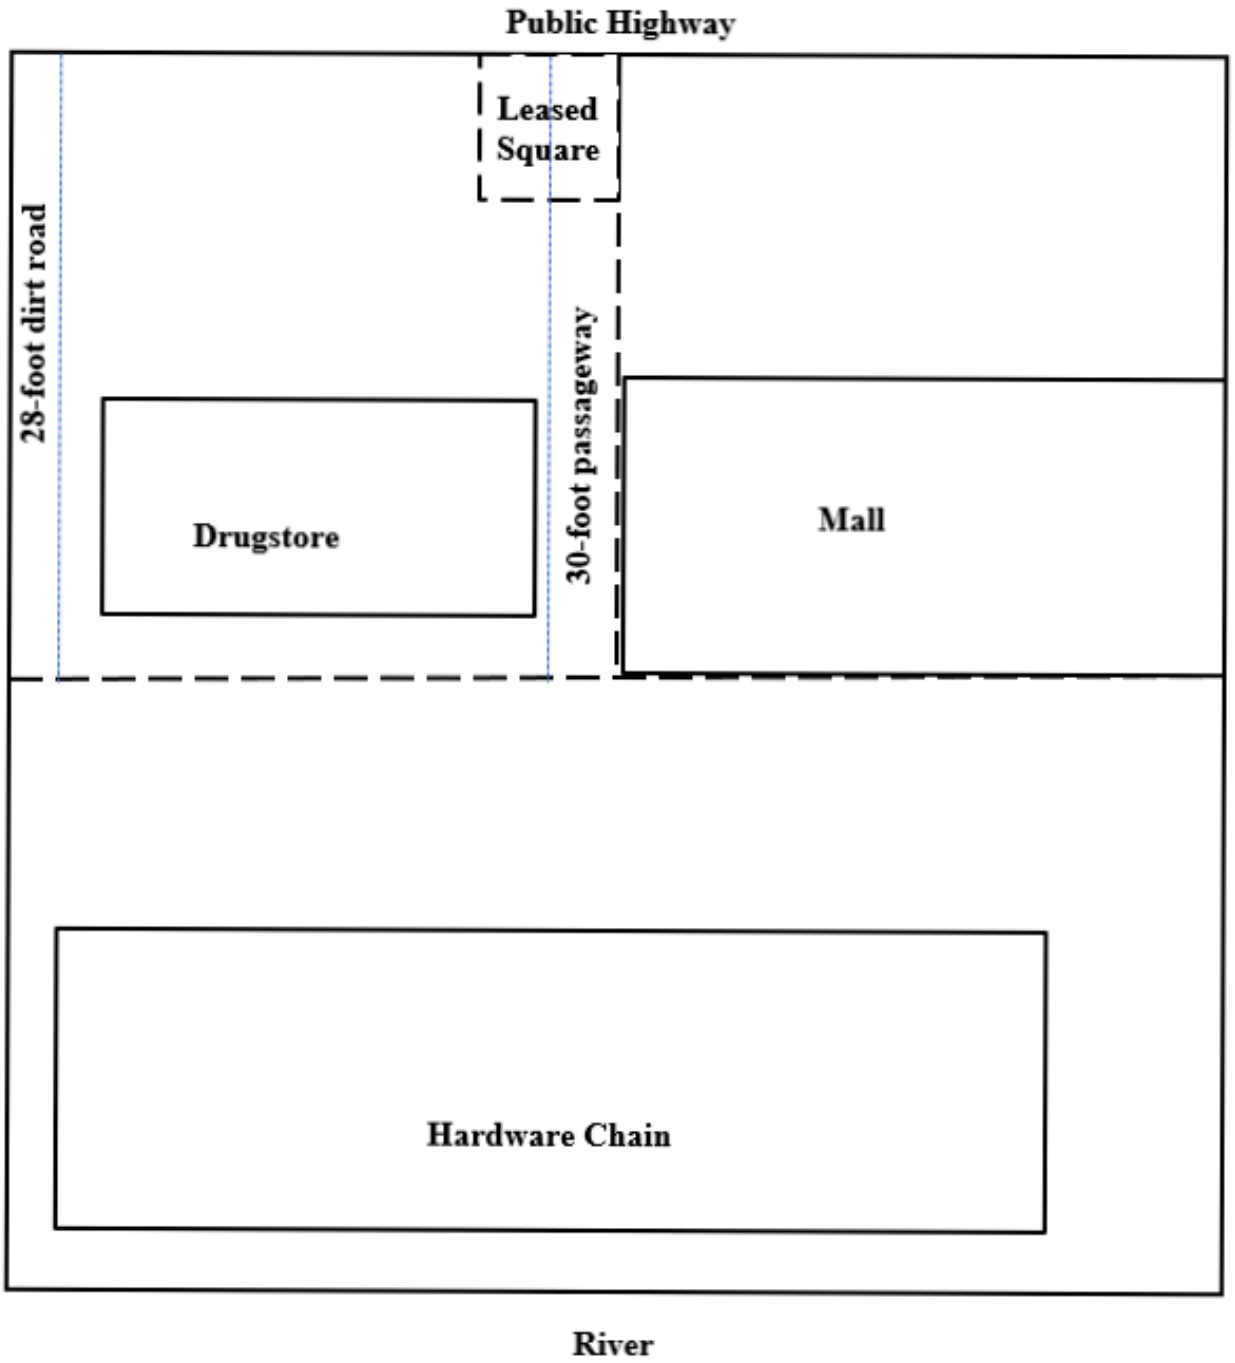 Public Highway
Leased
Square
28-foot dirt road
30-foot passageway
Drugstore
Mall
Hardware Chain
River